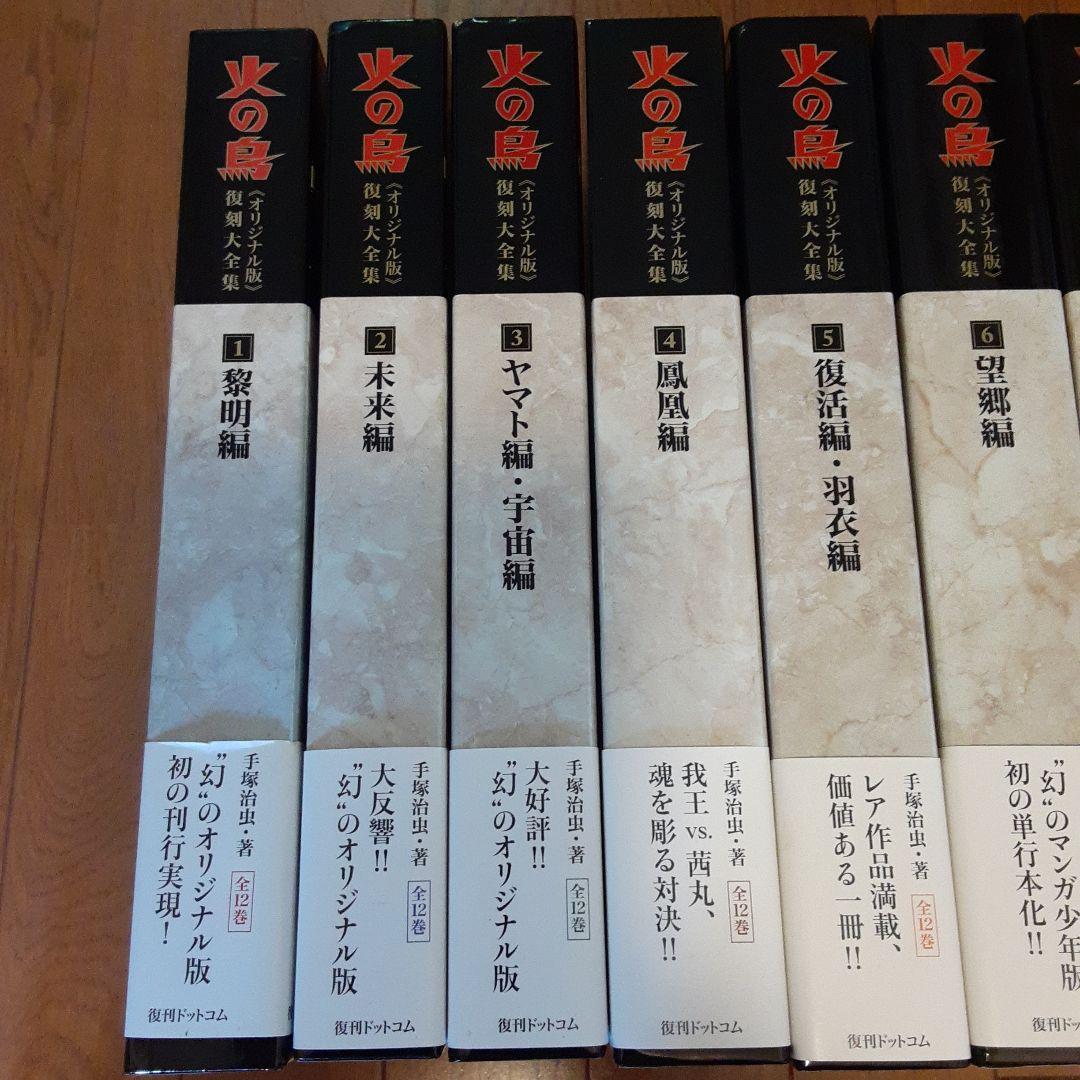 火の鳥
《オリジナル版》
復刻大全集
1
黎明編
手塚治虫・著
全12巻
"幻"のオリジナル版
初の刊行実現！
復刊ドットコム
火の鳥
《オリジナル版》
復刻大全集
2
未来編
手塚治虫・著
全12巻
大反響!!
"幻"のオリジナル版
復刊ドットコム
火の鳥
《オリジナル版》
復刻大全集
3
ヤマト編・宇宙編
手塚治虫・著
全12巻
大好評!!
"幻"のオリジナル版
復刊ドットコム
火の鳥
《オリジナル版》
復刻大全集
4
鳳凰編
手塚治虫・著
全12巻
我王 vs. 茜丸、
魂を彫る対決!!
復刊ドットコム
火の鳥
《オリジナル版》
復刻大全集
5
復活編・羽衣編
手塚治虫・著
全12巻
レア作品満載、
価値ある一冊!!
復刊ドットコム
火の鳥
《オリジナル版》
復刻大全集
6
望郷編
"幻"のマンガ少年版
初の単行本化!!
復刊ドット